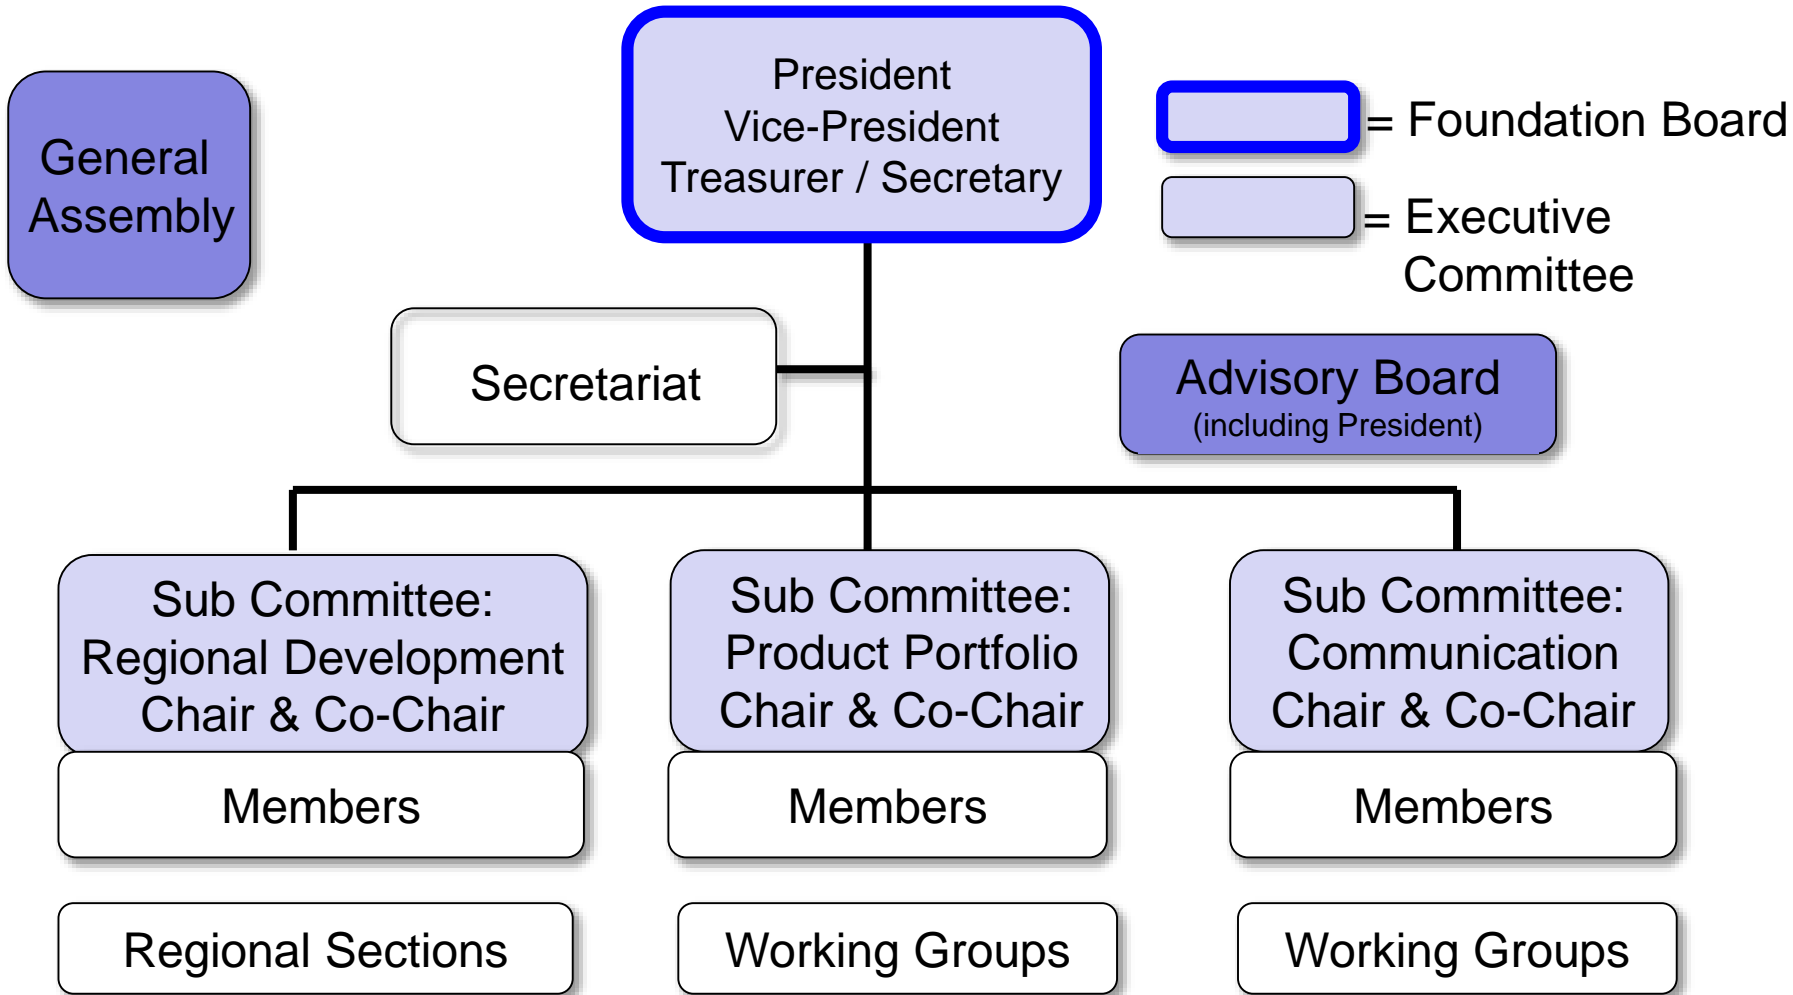 General
Assembly
President
Vice-President
Treasurer / Secretary
= Foundation Board
= Executive
Committee
Secretariat
Advisory Board
(including President)
Sub Committee:
Regional Development
Chair & Co-Chair
Members
Regional Sections
Sub Committee:
Product Portfolio
Chair & Co-Chair
Members
Working Groups
Sub Committee:
Communication
Chair & Co-Chair
Members
Working Groups